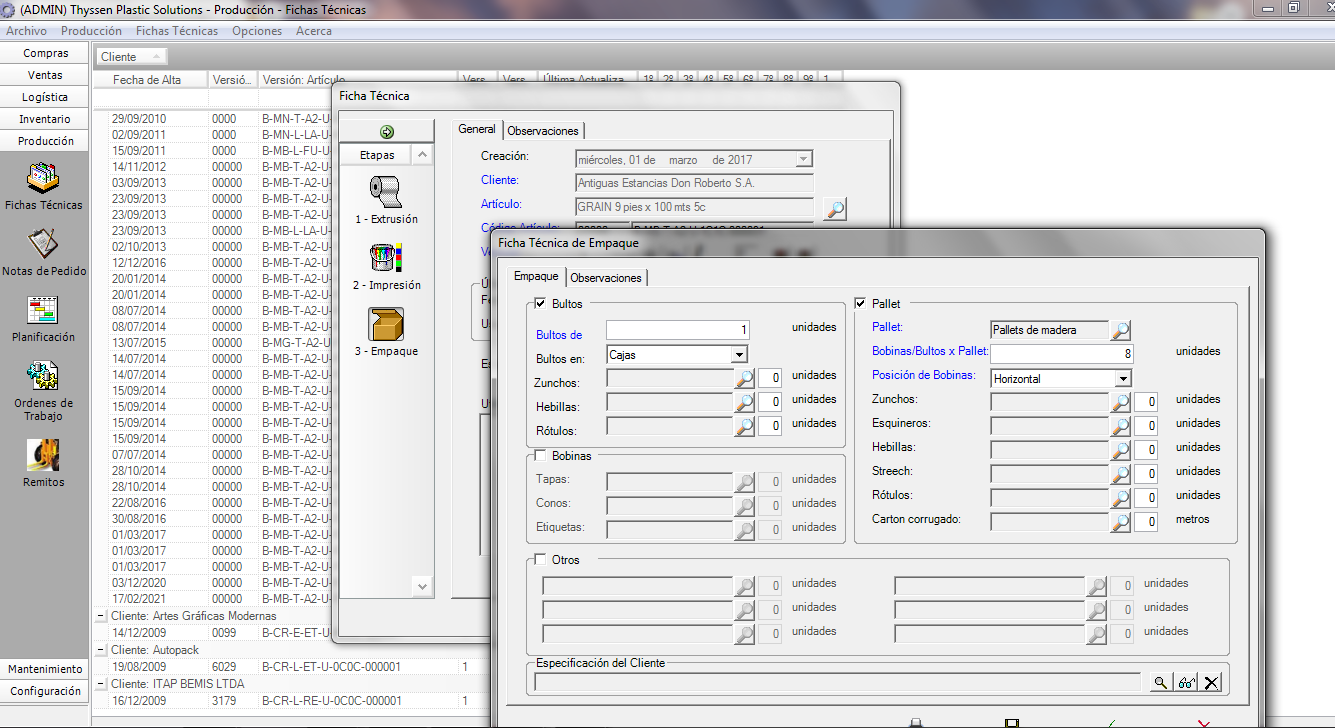 (ADMIN) Thyssen Plastic Solutions - Producción - Fichas Técnicas
Archivo Producción Fichas Técnicas Opciones Acerca
Compras
Ventas
Logística
Inventario
Producción
Fichas Técnicas
Notas de Pedido
Planificación
Ordenes de
Trabajo
Remitos
Mantenimiento
Configuración
Cliente
Fecha de Alta Versió... Versión: Artículo Vers... Vers... Última Actualiza... 1º 2º 3º 4º 5º 6º 7º 8º 9º 1...
29/09/2010 0000 B-MN-T-A2-U-
02/09/2011 0000 B-MN-L-LA-U-
15/09/2011 0000 B-MB-L-FU-U-
14/11/2012 00000 B-MB-T-A2-U-
03/09/2013 00000 B-MB-T-A2-U-
23/09/2013 00000 B-MB-T-A2-U-
23/09/2013 00000 B-MB-T-A2-U-
23/09/2013 00000 B-MB-L-LA-U-
02/10/2013 00000 B-MB-T-A2-U-
12/12/2016 00000 B-MB-T-A2-U-
20/01/2014 00000 B-MB-T-A2-U-
20/01/2014 00000 B-MB-T-A2-U-
08/07/2014 00000 B-MB-T-A2-U-
08/07/2014 00000 B-MB-T-A2-U-
13/07/2015 00000 B-MG-T-A2-U-
14/07/2014 00000 B-MB-T-A2-U-
14/07/2014 00000 B-MB-T-A2-U-
15/09/2014 00000 B-MB-T-A2-U-
15/09/2014 00000 B-MB-T-A2-U-
15/09/2014 00000 B-MB-T-A2-U-
15/09/2014 00000 B-MB-T-A2-U-
07/07/2014 00000 B-MB-T-A2-U-
28/10/2014 00000 B-MB-T-A2-U-
28/10/2014 00000 B-MB-T-A2-U-
22/08/2016 00000 B-MB-T-A2-U-
30/08/2016 00000 B-MB-T-A2-U-
01/03/2017 00000 B-MB-T-A2-U-
01/03/2017 00000 B-MB-T-A2-U-
01/03/2017 00000 B-MB-T-A2-U-
03/12/2020 00000 B-MB-T-A2-U-
17/02/2021 00000 B-MB-T-A2-U-
Cliente: Artes Gráficas Modernas
14/12/2009 0099 B-CR-E-ET-U-
Cliente: Autopack
19/08/2009 6029 B-CR-L-ET-U-0C0C-000001 1
Cliente: ITAP BEMIS LTDA
16/12/2009 3179 B-CR-L-RE-U-0C0C-000001 1
Ficha Técnica
Etapas
1 - Extrusión
2 - Impresión
3 - Empaque
General Observaciones
Creación: miércoles, 01 de marzo de 2017
Cliente: Antiguas Estancias Don Roberto S.A.
Artículo: GRAIN 9 pies x 100 mts 5c
Código Artículo:
Ficha Técnica de Empaque
Empaque Observaciones
Bultos
Bultos de 1 unidades
Bultos en: Cajas
Zunchos: 0 unidades
Hebillas: 0 unidades
Rótulos: 0 unidades
Bobinas
Tapas: 0 unidades
Conos: 0 unidades
Etiquetas: 0 unidades
Pallet
Pallet: Pallets de madera
Bobinas/Bultos x Pallet: 8 unidades
Posición de Bobinas: Horizontal
Zunchos: 0 unidades
Esquineros: 0 unidades
Hebillas: 0 unidades
Streech: 0 unidades
Rótulos: 0 unidades
Carton corrugado: 0 metros
Otros
0 unidades 0 unidades
0 unidades 0 unidades
0 unidades 0 unidades
Especificación del Cliente